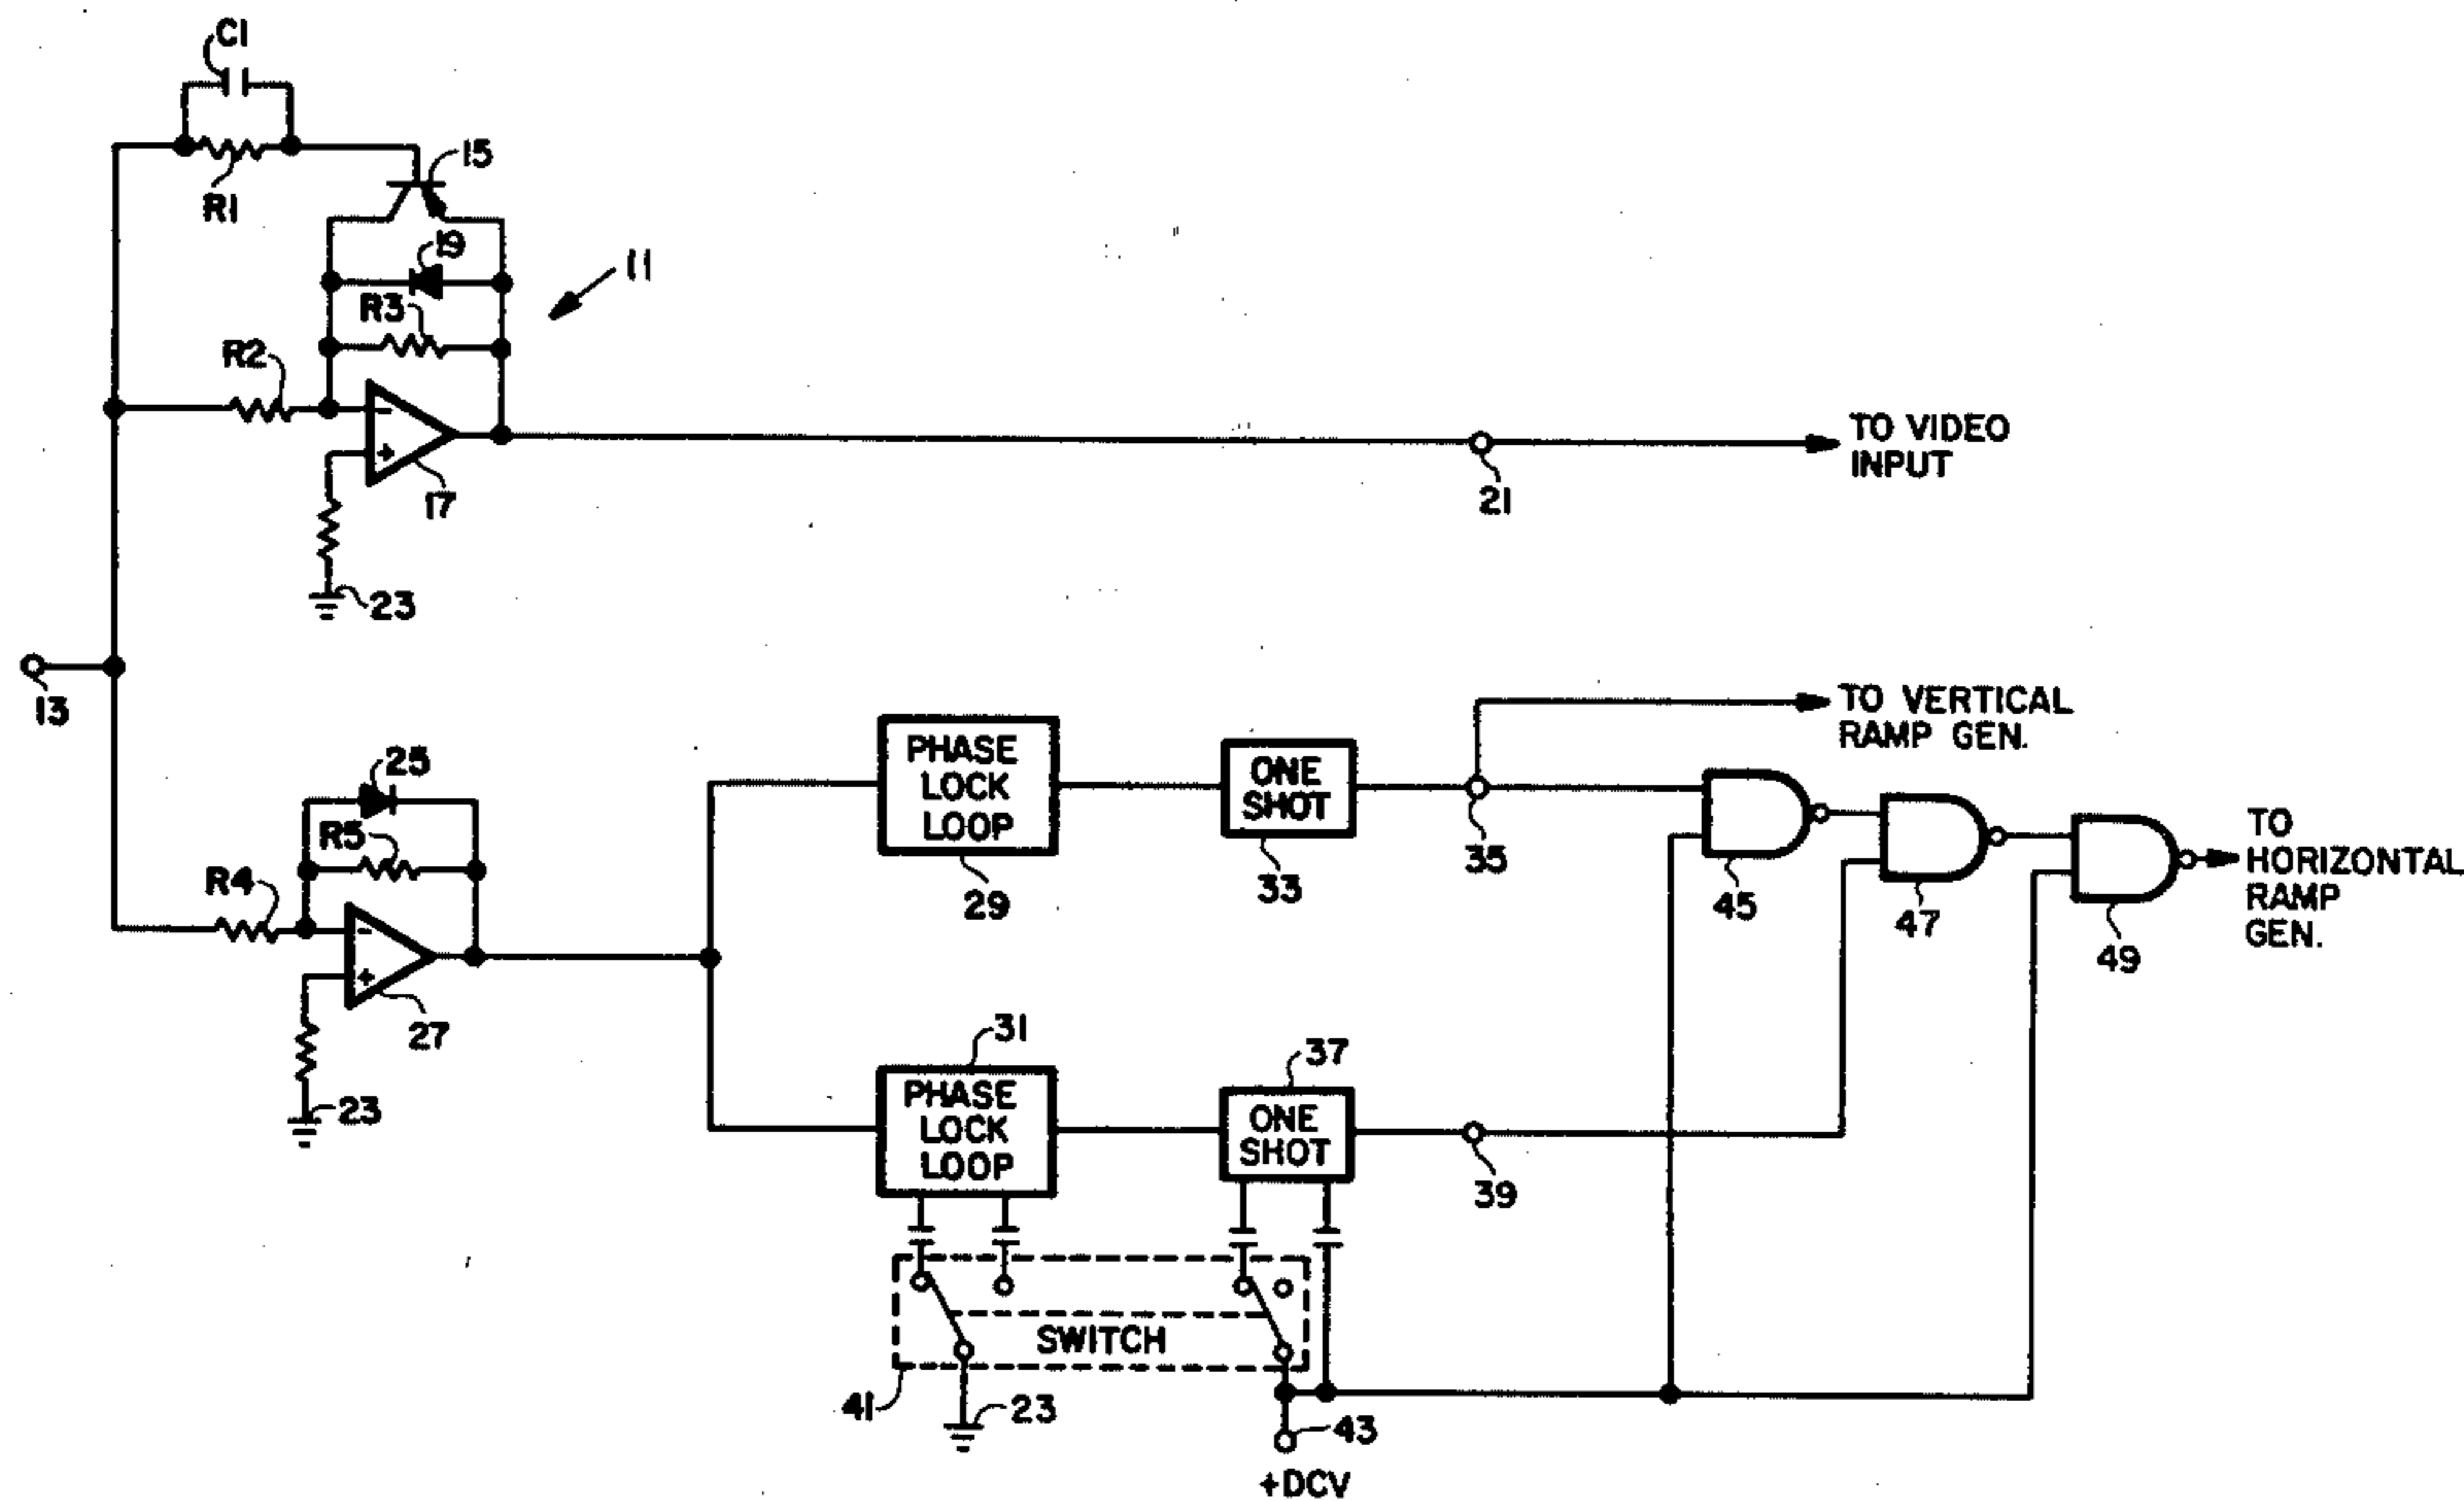 C1
R1
15
19
R3
11
R2
17
23
21
TO VIDEO
INPUT
13
25
R5
R4
27
23
PHASE
LOCK
LOOP
29
ONE
SHOT
33
35
TO VERTICAL
RAMP GEN.
45
47
49
TO
HORIZONTAL
RAMP
GEN.
31
PHASE
LOCK
LOOP
37
ONE
SHOT
39
SWITCH
41
23
43
+DCV
-
+
-
+